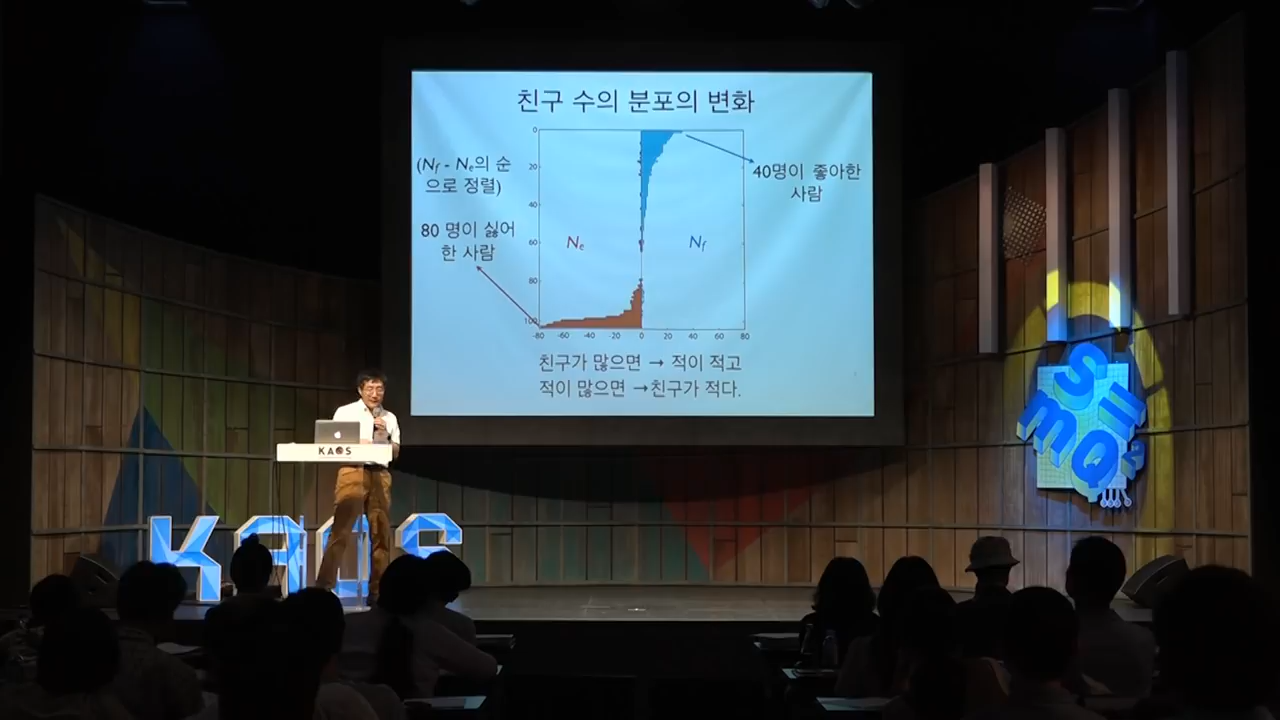 친구 수의 분포의 변화
(Nf - Ne의 순
으로 정렬)
80 명이 싫어
한 사람
40명이 좋아한
사람
0
20
40
60
80
100
Ne
Nf
-80 -60 -40 -20 0 20 40 60 80
친구가 많으면 → 적이 적고
적이 많으면 →친구가 적다.
KAOS
KAOS